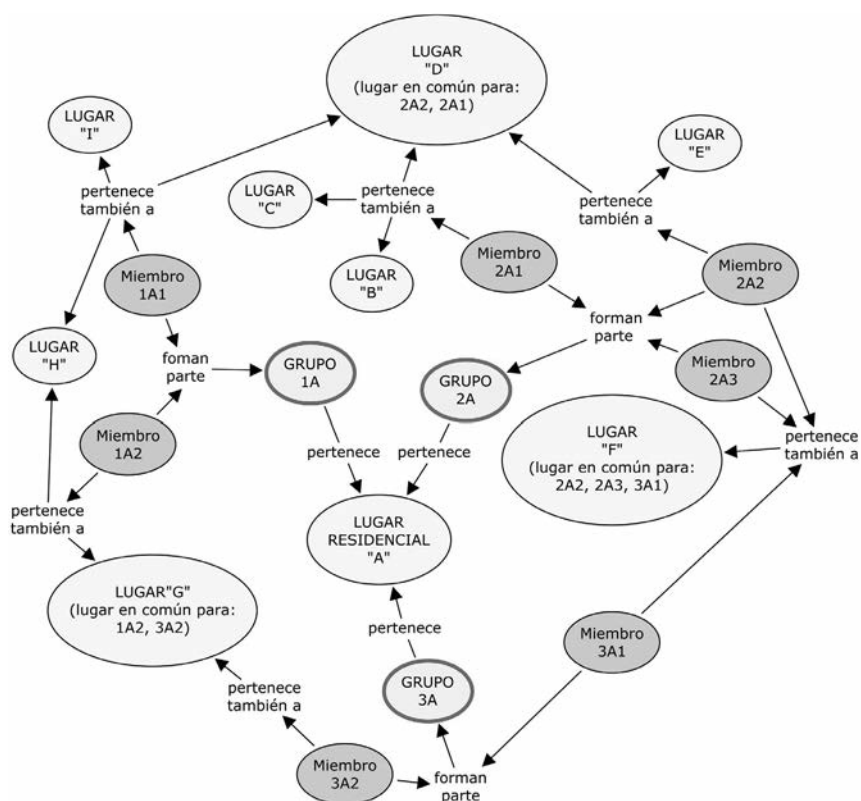 LUGAR
"D"
(lugar en común para:
2A2, 2A1)
LUGAR
"I"
LUGAR
"E"
pertenece
también a
LUGAR
"C"
pertenece
también a
pertenece
también a
Miembro
1A1
LUGAR
"B"
Miembro
2A1
Miembro
2A2
LUGAR
"H"
foman
parte
GRUPO
1A
GRUPO
2A
forman
parte
Miembro
2A3
Miembro
1A2
LUGAR
"F"
(lugar en común para:
2A2, 2A3, 3A1)
pertenece
también a
pertenece
pertenece
pertenece
también a
LUGAR
RESIDENCIAL
"A"
LUGAR"G"
(lugar en común para:
1A2, 3A2)
pertenece
Miembro
3A1
pertenece
también a
GRUPO
3A
Miembro
3A2
forman
parte